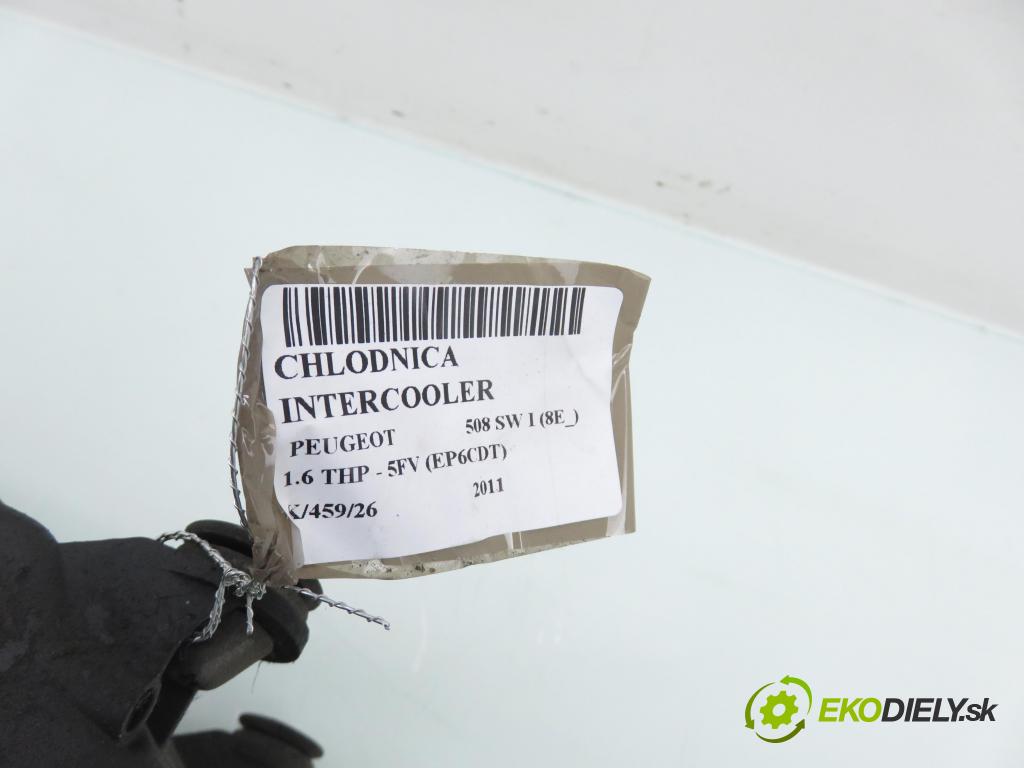 CHLODNICA
INTERCOOLER
PEUGEOT 508 SW I (8E_)
1.6 THP - 5FV (EP6CDT)
2011
K/459/26
EKODIELY.sk